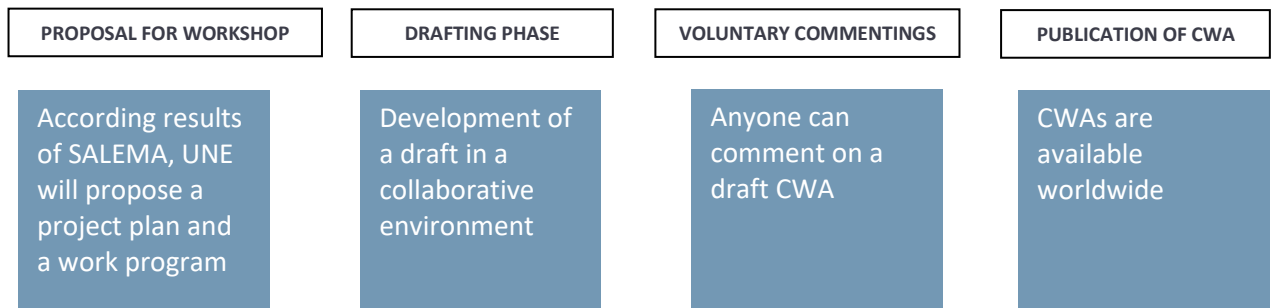 PROPOSAL FOR WORKSHOP
DRAFTING PHASE
VOLUNTARY COMMENTINGS
PUBLICATION OF CWA
According results
of SALEMA, UNE
will propose a
project plan and
a work program
Development of
a draft in a
collaborative
environment
Anyone can
comment on a
draft CWA
CWAs are
available
worldwide